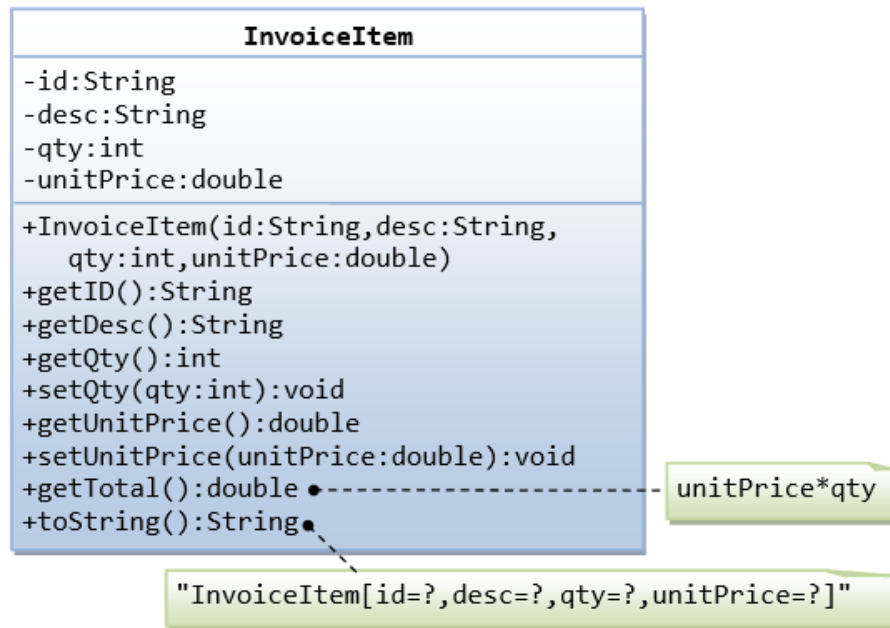 InvoiceItem
-id:String
-desc:String
-qty:int
-unitPrice:double
+InvoiceItem(id:String,desc:String,
qty:int,unitPrice:double)
+getID():String
+getDesc():String
+getQty():int
+setQty(qty:int):void
+getUnitPrice():double
+setUnitPrice(unitPrice:double):void
+getTotal():double
unitPrice*qty
+toString():String
"InvoiceItem[id=?,desc=?,qty=?,unitPrice=?]"